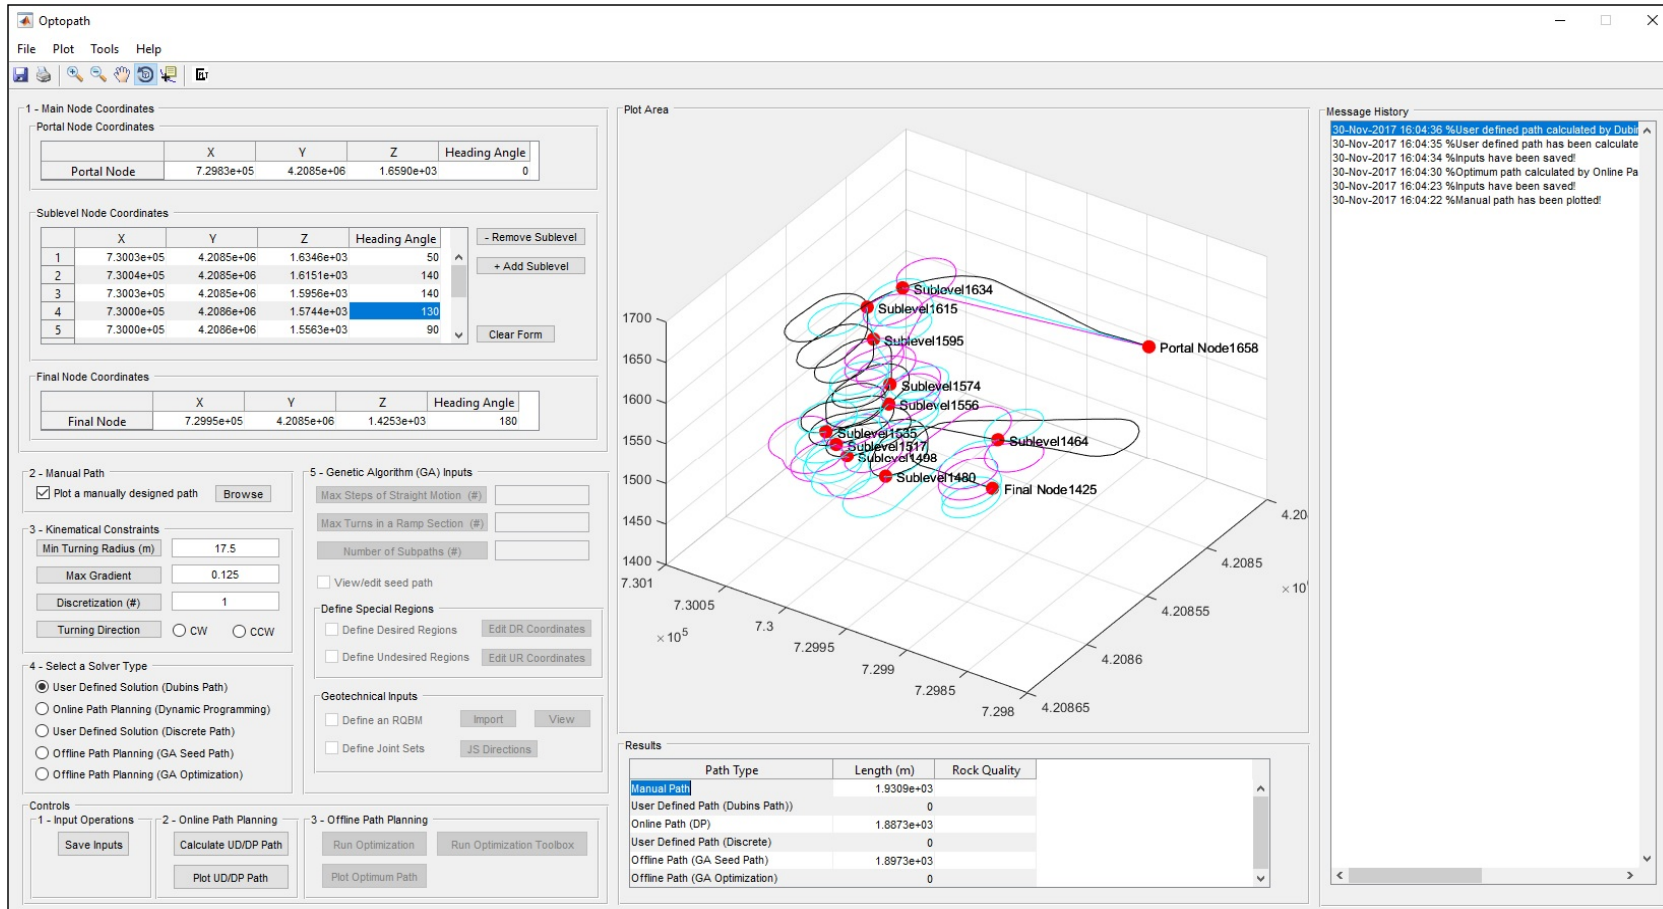 Optopath
File Plot Tools Help
1 - Main Node Coordinates
Portal Node Coordinates
X Y Z Heading Angle
Portal Node 7.2983e+05 4.2085e+06 1.6590e+03 0
Sublevel Node Coordinates
X Y Z Heading Angle
1 7.3003e+05 4.2085e+06 1.6346e+03 50
2 7.3004e+05 4.2085e+06 1.6151e+03 140
3 7.3003e+05 4.2085e+06 1.5956e+03 140
4 7.3000e+05 4.2086e+06 1.5744e+03 130
5 7.3000e+05 4.2086e+06 1.5563e+03 90
- Remove Sublevel
+ Add Sublevel
Clear Form
Final Node Coordinates
X Y Z Heading Angle
Final Node 7.2995e+05 4.2085e+06 1.4253e+03 180
2 - Manual Path
Plot a manually designed path Browse
3 - Kinematical Constraints
Min Turning Radius (m) 17.5
Max Gradient 0.125
Discretization (#) 1
Turning Direction CW CCW
4 - Select a Solver Type
User Defined Solution (Dubins Path)
Online Path Planning (Dynamic Programming)
User Defined Solution (Discrete Path)
Offline Path Planning (GA Seed Path)
Offline Path Planning (GA Optimization)
5 - Genetic Algorithm (GA) Inputs
Max Steps of Straight Motion (#)
Max Turns in a Ramp Section (#)
Number of Subpaths (#)
View/edit seed path
Define Special Regions
Define Desired Regions Edit DR Coordinates
Define Undesired Regions Edit UR Coordinates
Geotechnical Inputs
Define an RQBM Import View
Define Joint Sets JS Directions
Controls
1 - Input Operations
Save Inputs
2 - Online Path Planning
Calculate UD/DP Path
Plot UD/DP Path
3 - Offline Path Planning
Run Optimization Run Optimization Toolbox
Plot Optimum Path
Plot Area
1700
1650
1600
1550
1500
1450
1400
7.301
7.3005
7.3
7.2995
7.299
7.2985
7.298
× 10⁵
4.20865
4.2086
4.20855
4.2085
4.20
× 10
Sublevel1634
Sublevel1615
Sublevel1595
Portal Node1658
Sublevel1574
Sublevel1556
Sublevel1535
Sublevel1517
Sublevel1498
Sublevel1464
Sublevel1480
Final Node1425
Results
Path Type Length (m) Rock Quality
Manual Path 1.9309e+03
User Defined Path (Dubins Path)) 0
Online Path (DP) 1.8873e+03
User Defined Path (Discrete) 0
Offline Path (GA Seed Path) 1.8973e+03
Offline Path (GA Optimization) 0
Message History
30-Nov-2017 16:04:36 %User defined path calculated by Dubin
30-Nov-2017 16:04:35 %User defined path has been calculate
30-Nov-2017 16:04:34 %Inputs have been saved!
30-Nov-2017 16:04:30 %Optimum path calculated by Online Pa
30-Nov-2017 16:04:23 %Inputs have been saved!
30-Nov-2017 16:04:22 %Manual path has been plotted!